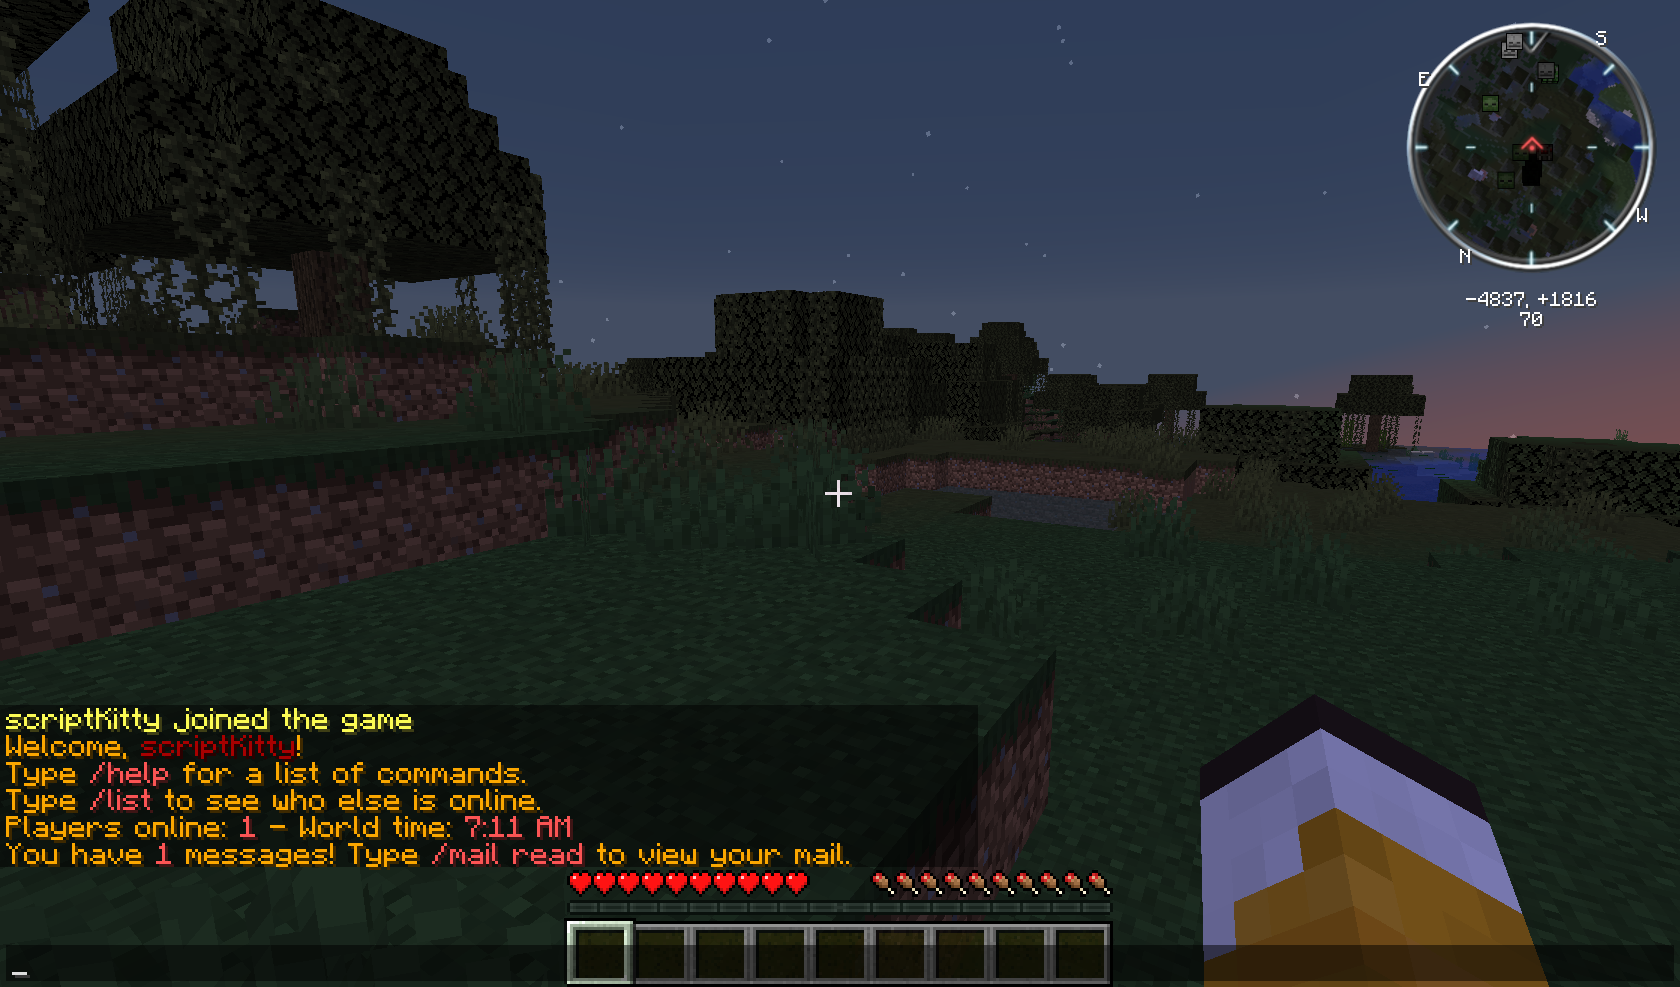 S
E
W
N
-4837, +1816
70
scriptKitty joined the game
Welcome, scriptKitty!
Type /help for a list of commands.
Type /list to see who else is online.
Players online: 1 - World time: 7:11 AM
You have 1 messages! Type /mail read to view your mail.
_